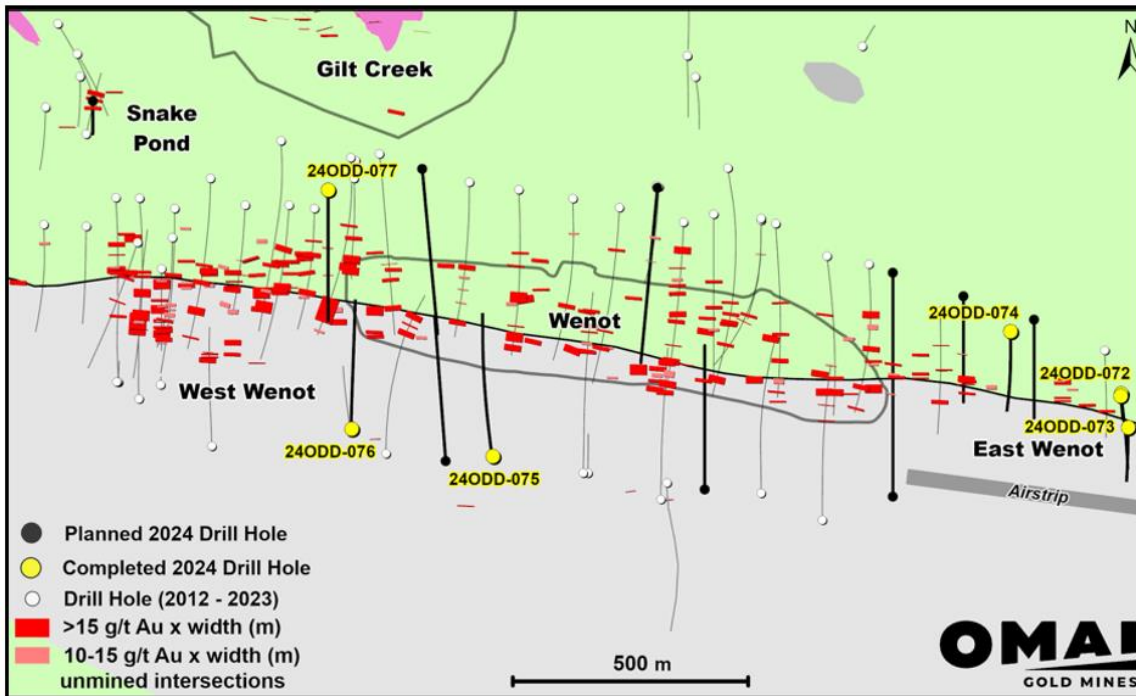 N
Gilt Creek
Snake
Pond
24ODD-077
Wenot
24ODD-074
24ODD-072
West Wenot
24ODD-076
24ODD-075
24ODD-073
East Wenot
Airstrip
Planned 2024 Drill Hole
Completed 2024 Drill Hole
Drill Hole (2012 - 2023)
>15 g/t Au x width (m)
10-15 g/t Au x width (m)
unmined intersections
500 m
OMAI
GOLD MINES